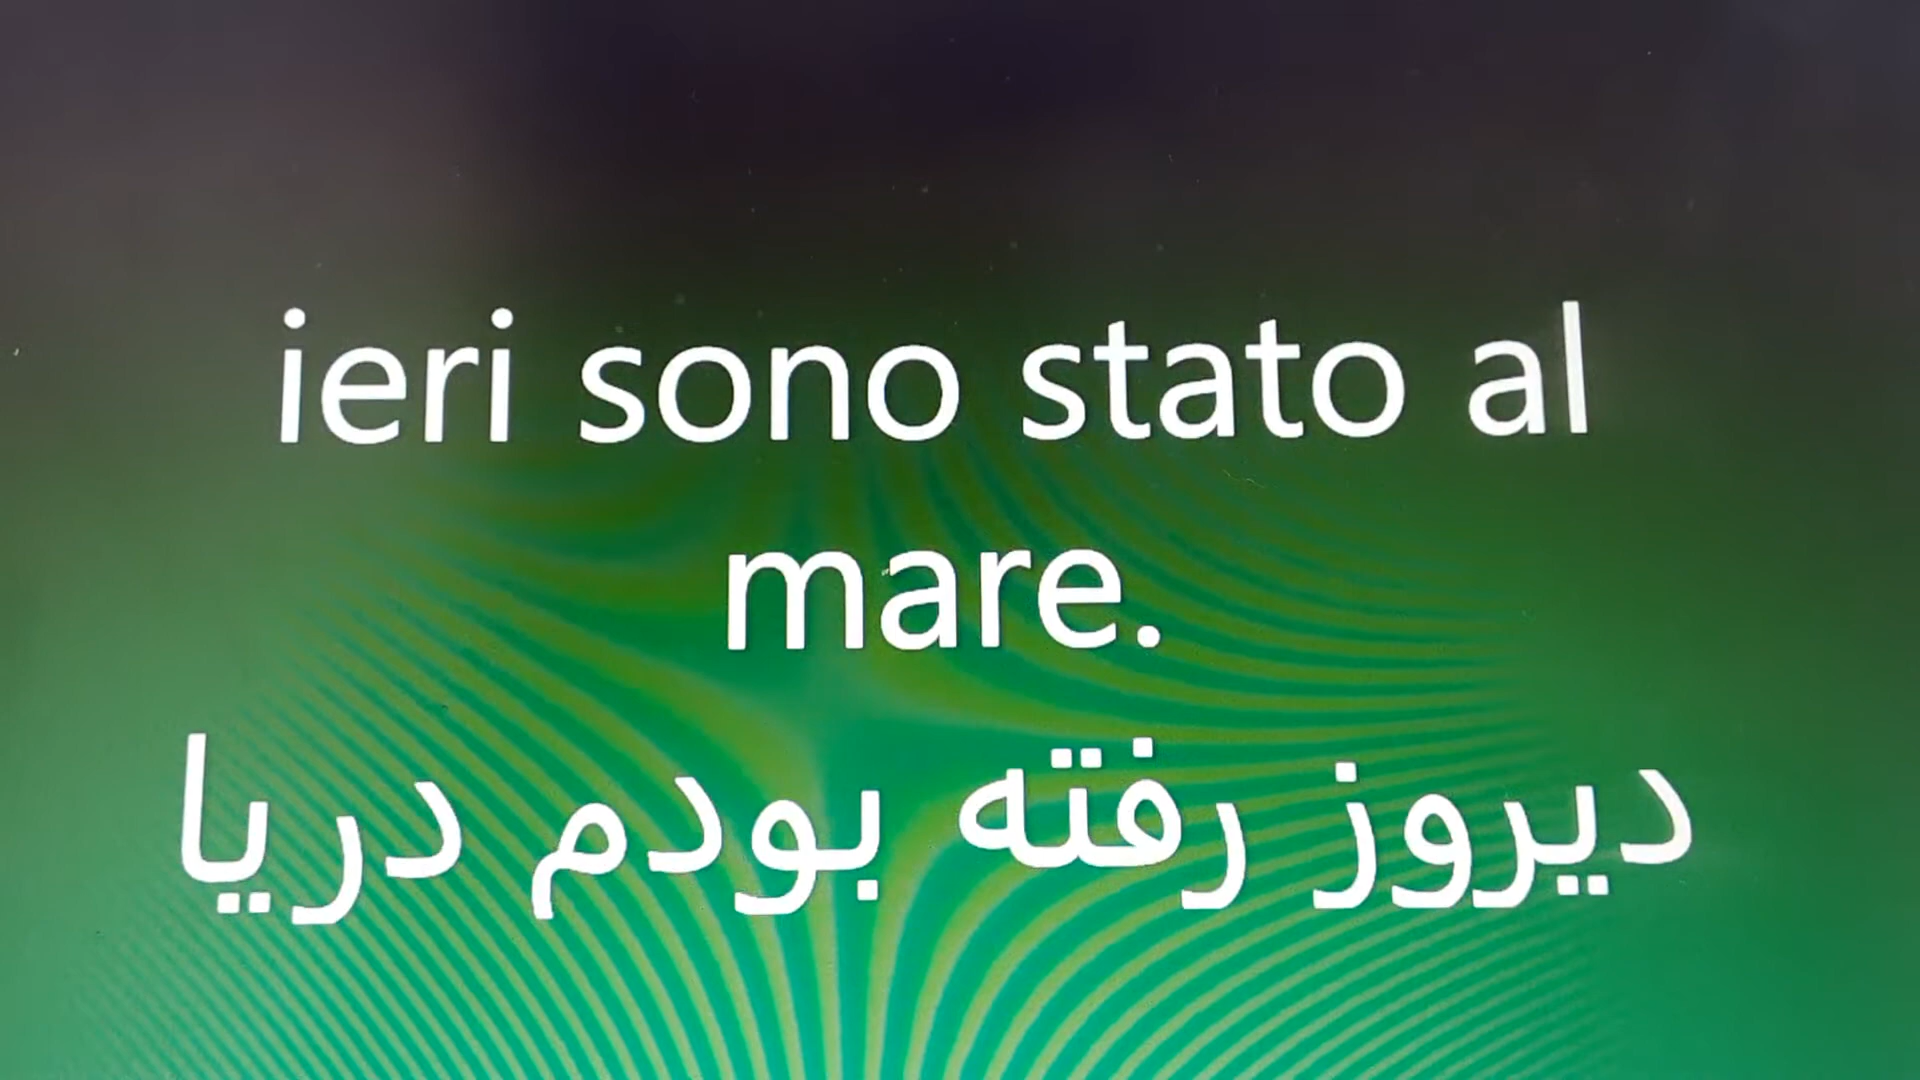 ieri sono stato al
mare.
دیروز رفته بودم دریا